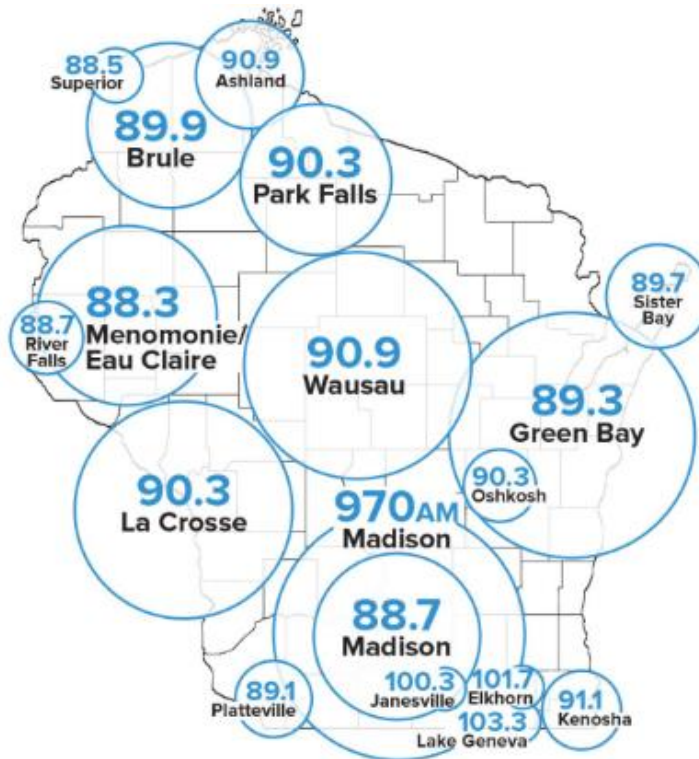 88.5
Superior
90.9
Ashland
89.9
Brule
90.3
Park Falls
89.7
Sister
Bay
88.3
Menomonie/
Eau Claire
88.7
River
Falls
90.9
Wausau
89.3
Green Bay
90.3
Oshkosh
90.3
La Crosse
970AM
Madison
88.7
Madison
89.1
Platteville
100.3
Janesville
101.7
Elkhorn
103.3
Lake Geneva
91.1
Kenosha